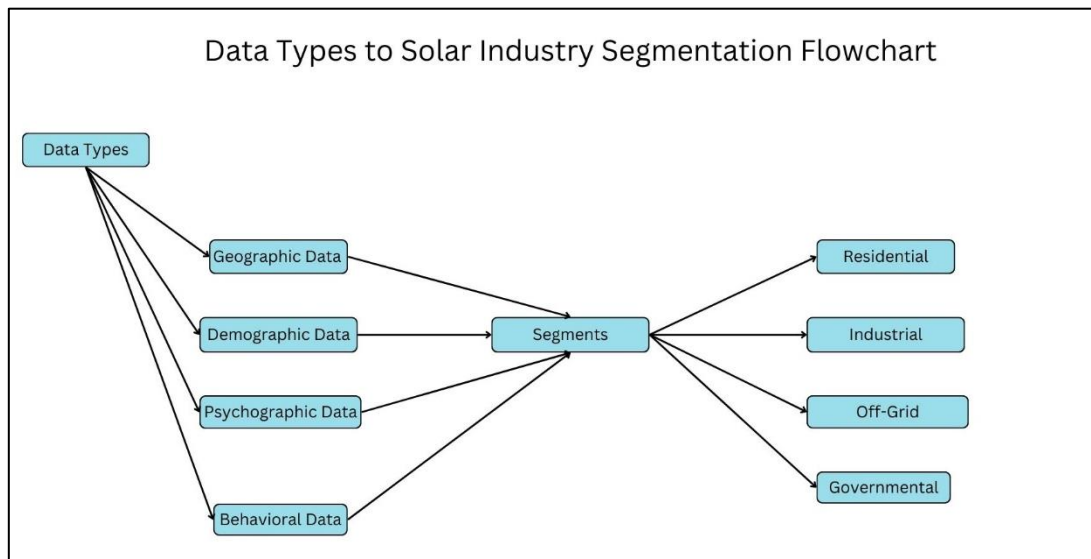 Data Types to Solar Industry Segmentation Flowchart
Data Types
Geographic Data
Residential
Demographic Data
Segments
Industrial
Psychographic Data
Off-Grid
Governmental
Behavioral Data